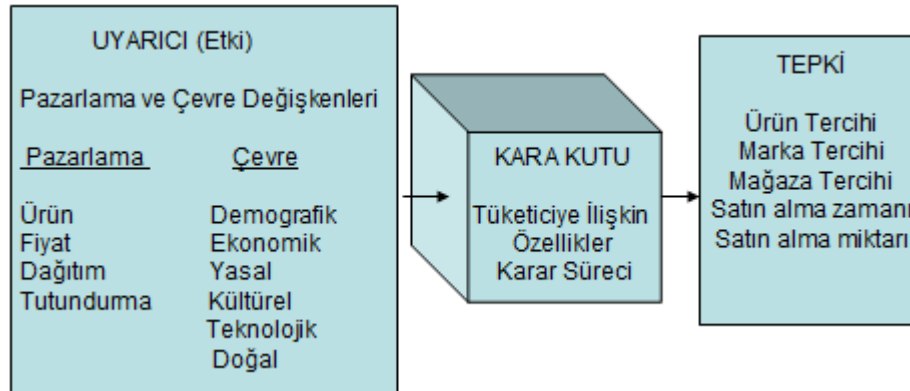 UYARICI (Etki)
Pazarlama ve Çevre Değişkenleri
Pazarlama Çevre
Ürün Demografik
Fiyat Ekonomik
Dağıtım Yasal
Tutundurma Kültürel
Teknolojik
Doğal
KARA KUTU
Tüketiciye İlişkin
Özellikler
Karar Süreci
TEPKİ
Ürün Tercihi
Marka Tercihi
Mağaza Tercihi
Satın alma zamanı
Satın alma miktarı